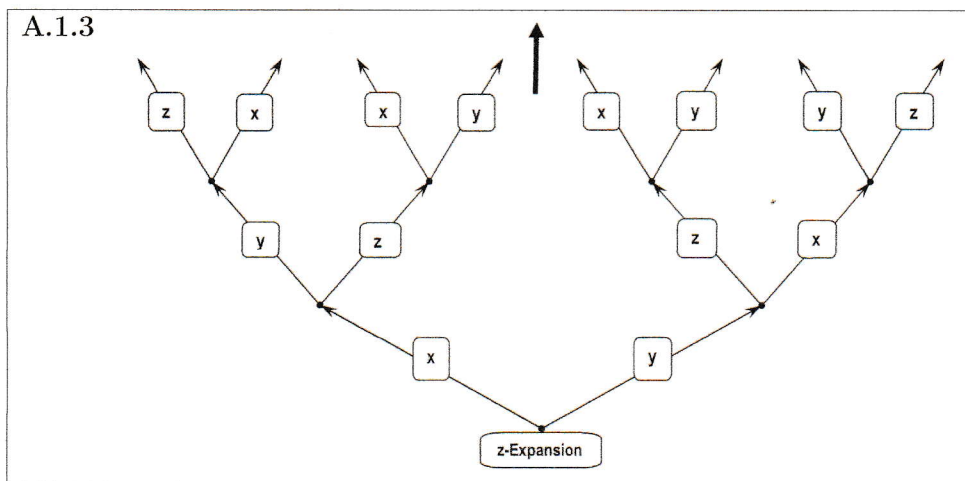 A.1.3
z x x y x y y z
y z z x
x y
z-Expansion